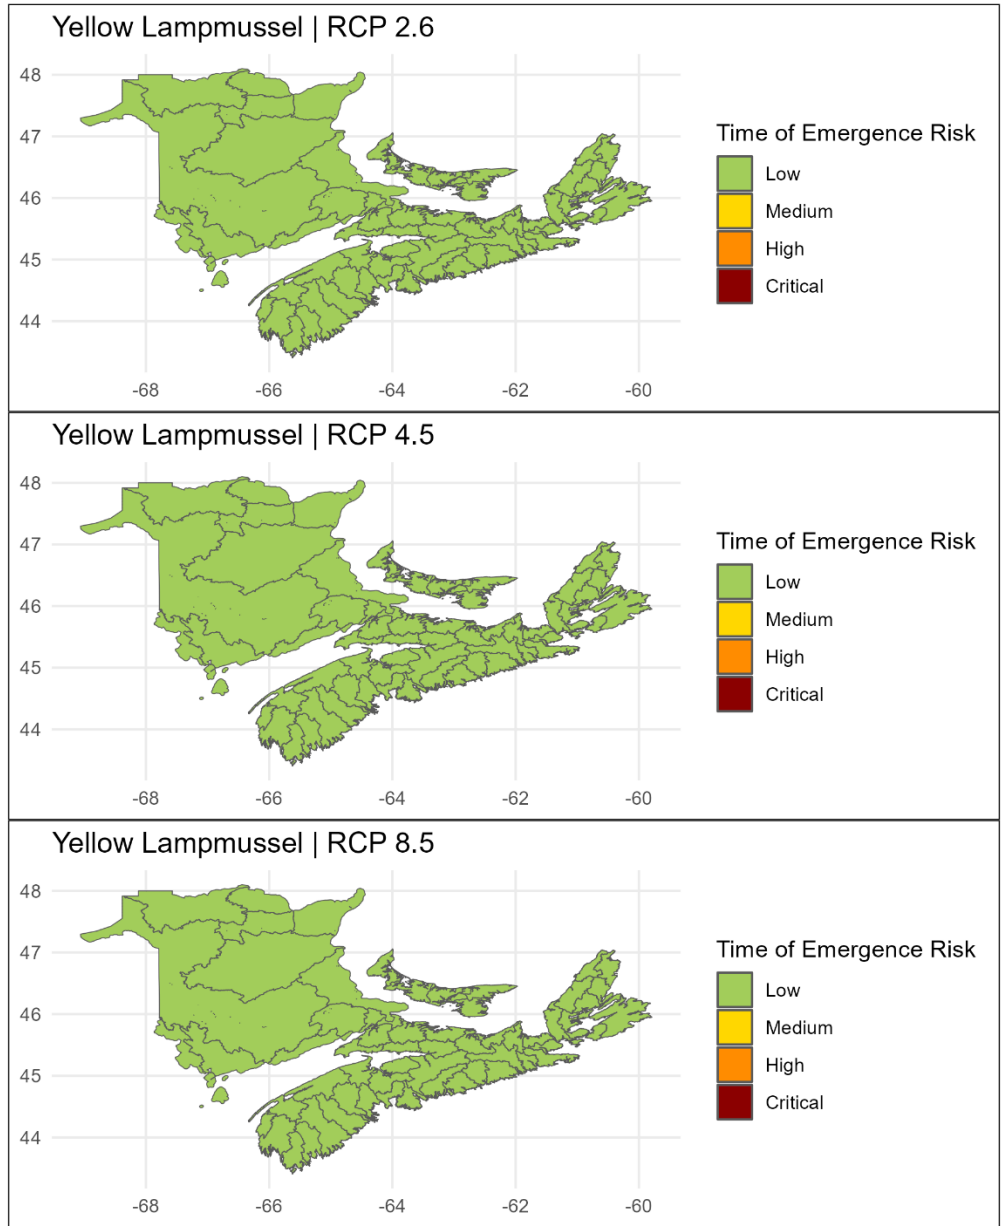 Yellow Lampmussel | RCP 2.6
48
47
46
45
44
-68 -66 -64 -62 -60
Time of Emergence Risk
Low
Medium
High
Critical
Yellow Lampmussel | RCP 4.5
48
47
46
45
44
-68 -66 -64 -62 -60
Time of Emergence Risk
Low
Medium
High
Critical
Yellow Lampmussel | RCP 8.5
48
47
46
45
44
-68 -66 -64 -62 -60
Time of Emergence Risk
Low
Medium
High
Critical